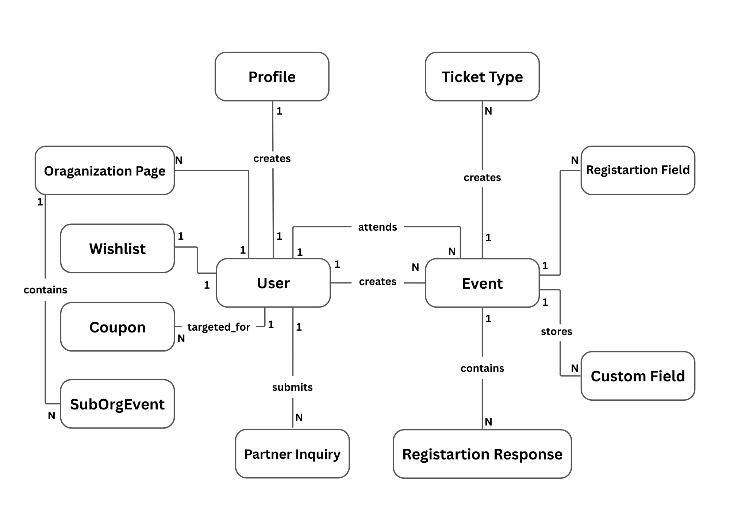 Profile
Ticket Type
1
N
Oraganization Page
N
creates
N
Registartion Field
creates
1
Wishlist
1
1
1
1
attends
N
1
1
1
User
1
creates
N
Event
1
contains
1
Coupon
N
targeted_for
1
1
1
stores
SubOrgEvent
N
submits
contains
N
Custom Field
N
N
Partner Inquiry
Registartion Response